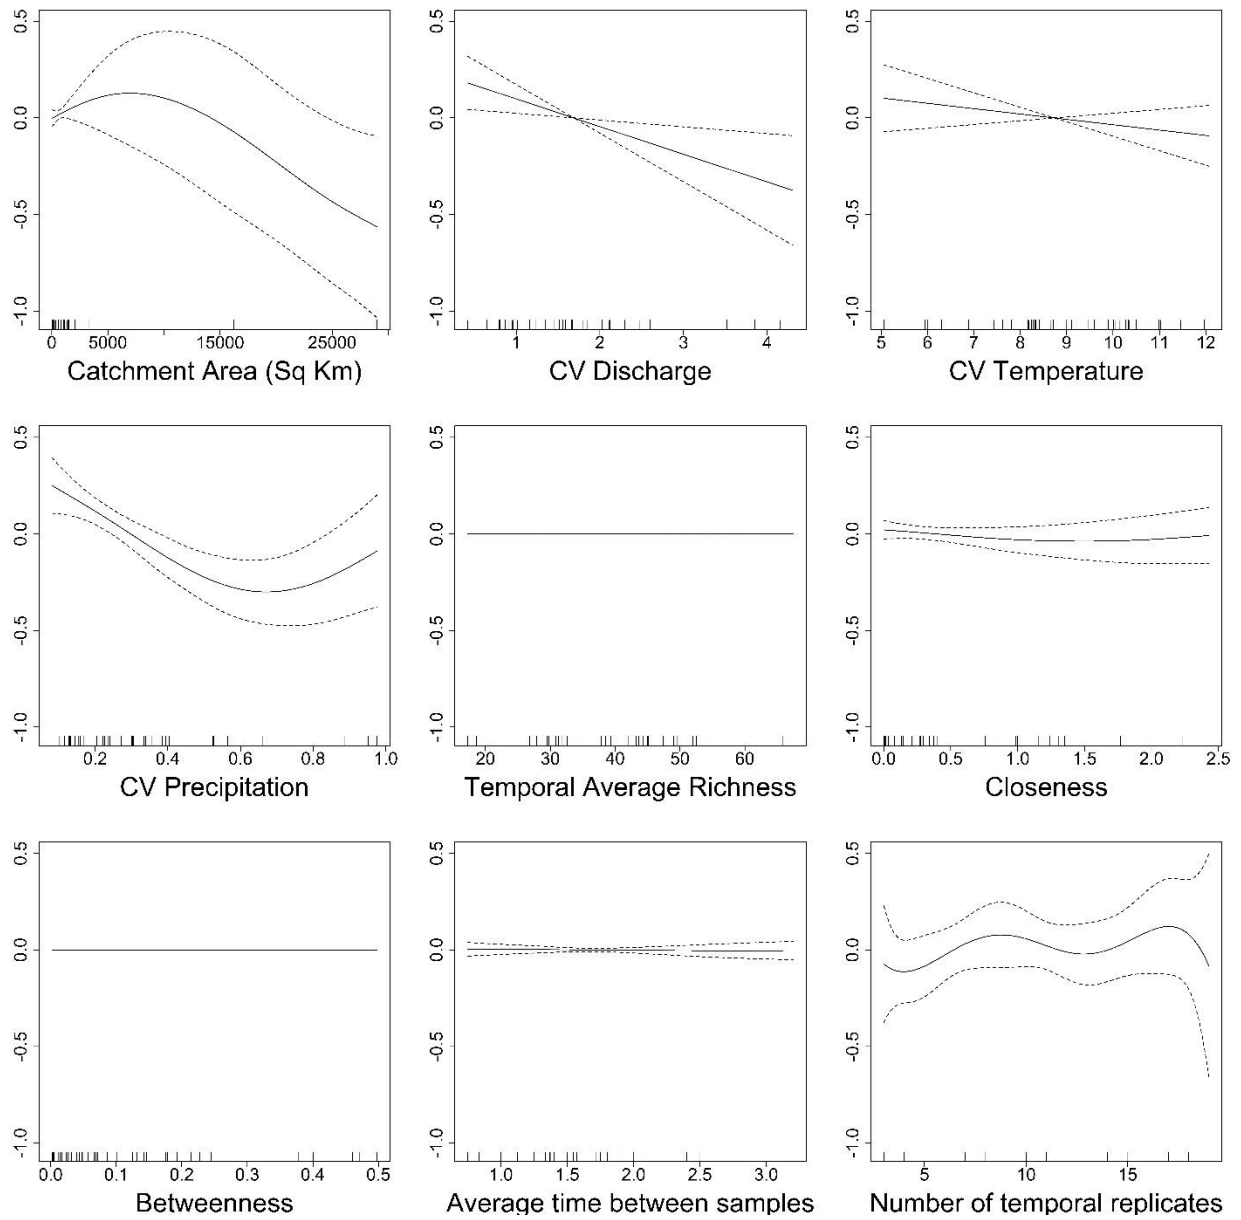 0.5
0.0
-0.5
-1.0
0 5000 15000 25000
Catchment Area (Sq Km)
0.5
0.0
-0.5
-1.0
1 2 3 4
CV Discharge
0.5
0.0
-0.5
-1.0
5 6 7 8 9 10 11 12
CV Temperature
0.5
0.0
-0.5
-1.0
0.2 0.4 0.6 0.8 1.0
CV Precipitation
0.5
0.0
-0.5
-1.0
20 30 40 50 60
Temporal Average Richness
0.5
0.0
-0.5
-1.0
0.0 0.5 1.0 1.5 2.0 2.5
Closeness
0.5
0.0
-0.5
-1.0
0.0 0.1 0.2 0.3 0.4 0.5
Betweenness
0.5
0.0
-0.5
-1.0
1.0 1.5 2.0 2.5 3.0
Average time between samples
0.5
0.0
-0.5
-1.0
5 10 15
Number of temporal replicates